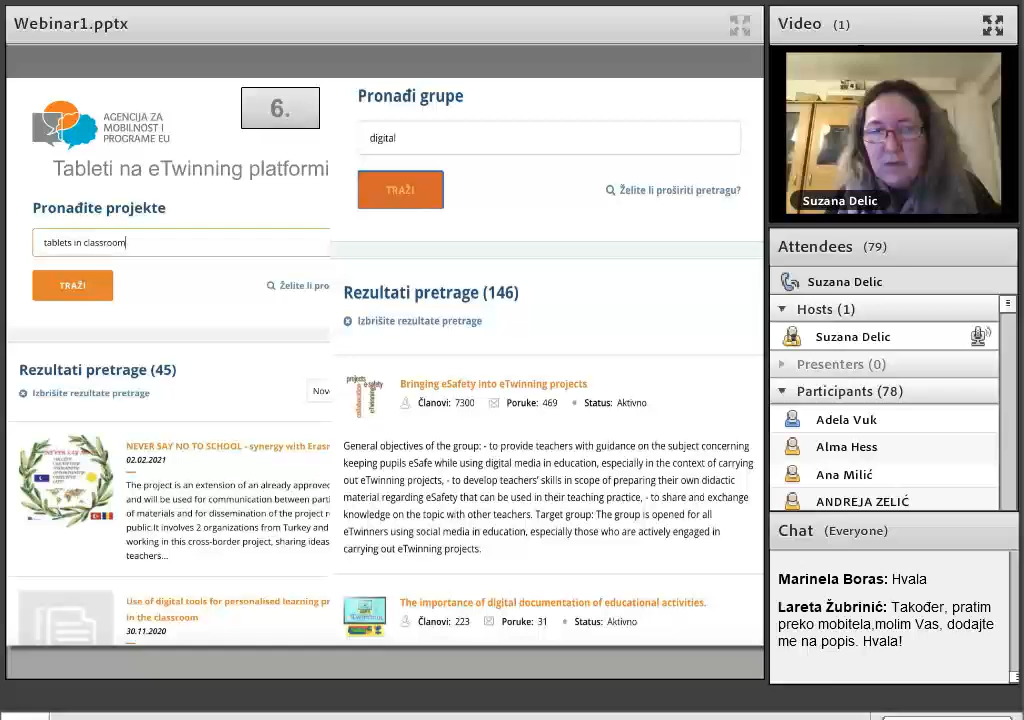 Webinar1.pptx
6.
AGENCIJA ZA
MOBILNOST I
PROGRAME EU
Tableti na eTwinning platformi
Pronađite projekte
tablets in classroom
TRAŽI
Želite li pro
Rezultati pretrage (45)
Izbrišite rezultate pretrage
Nov
NEVER SAY NO TO SCHOOL - synergy with Erasm
02.02.2021
The project is an extension of an already approvec
and will be used for communication between parti
of materials and for dissemination of the project re
public.It involves 2 organizations from Turkey and
working in this cross-border project, sharing ideas
teachers...
Use of digital tools for personalised learning pr
in the classroom
30.11.2020
Pronađi grupe
digital
TRAŽI
Želite li proširiti pretragu?
Rezultati pretrage (146)
Izbrišite rezultate pretrage
Bringing eSafety into eTwinning projects
Članovi: 7300 Poruke: 469 Status: Aktivno
General objectives of the group: - to provide teachers with guidance on the subject concerning
keeping pupils eSafe while using digital media in education, especially in the context of carrying
out eTwinning projects, - to develop teachers' skills in scope of preparing their own didactic
material regarding eSafety that can be used in their teaching practice, - to share and exchange
knowledge on the topic with other teachers. Target group: The group is opened for all
eTwinners using social media in education, especially those who are actively engaged in
carrying out eTwinning projects.
The importance of digital documentation of educational activities.
Članovi: 223 Poruke: 31 Status: Aktivno
Video (1)
Suzana Delic
Attendees (79)
Suzana Delic
Hosts (1)
Suzana Delic
Presenters (0)
Participants (78)
Adela Vuk
Alma Hess
Ana Milić
ANDREJA ZELIĆ
Chat (Everyone)
Marinela Boras: Hvala
Lareta Žubrinić: Također, pratim
preko mobitela,molim Vas, dodajte
me na popis. Hvala!